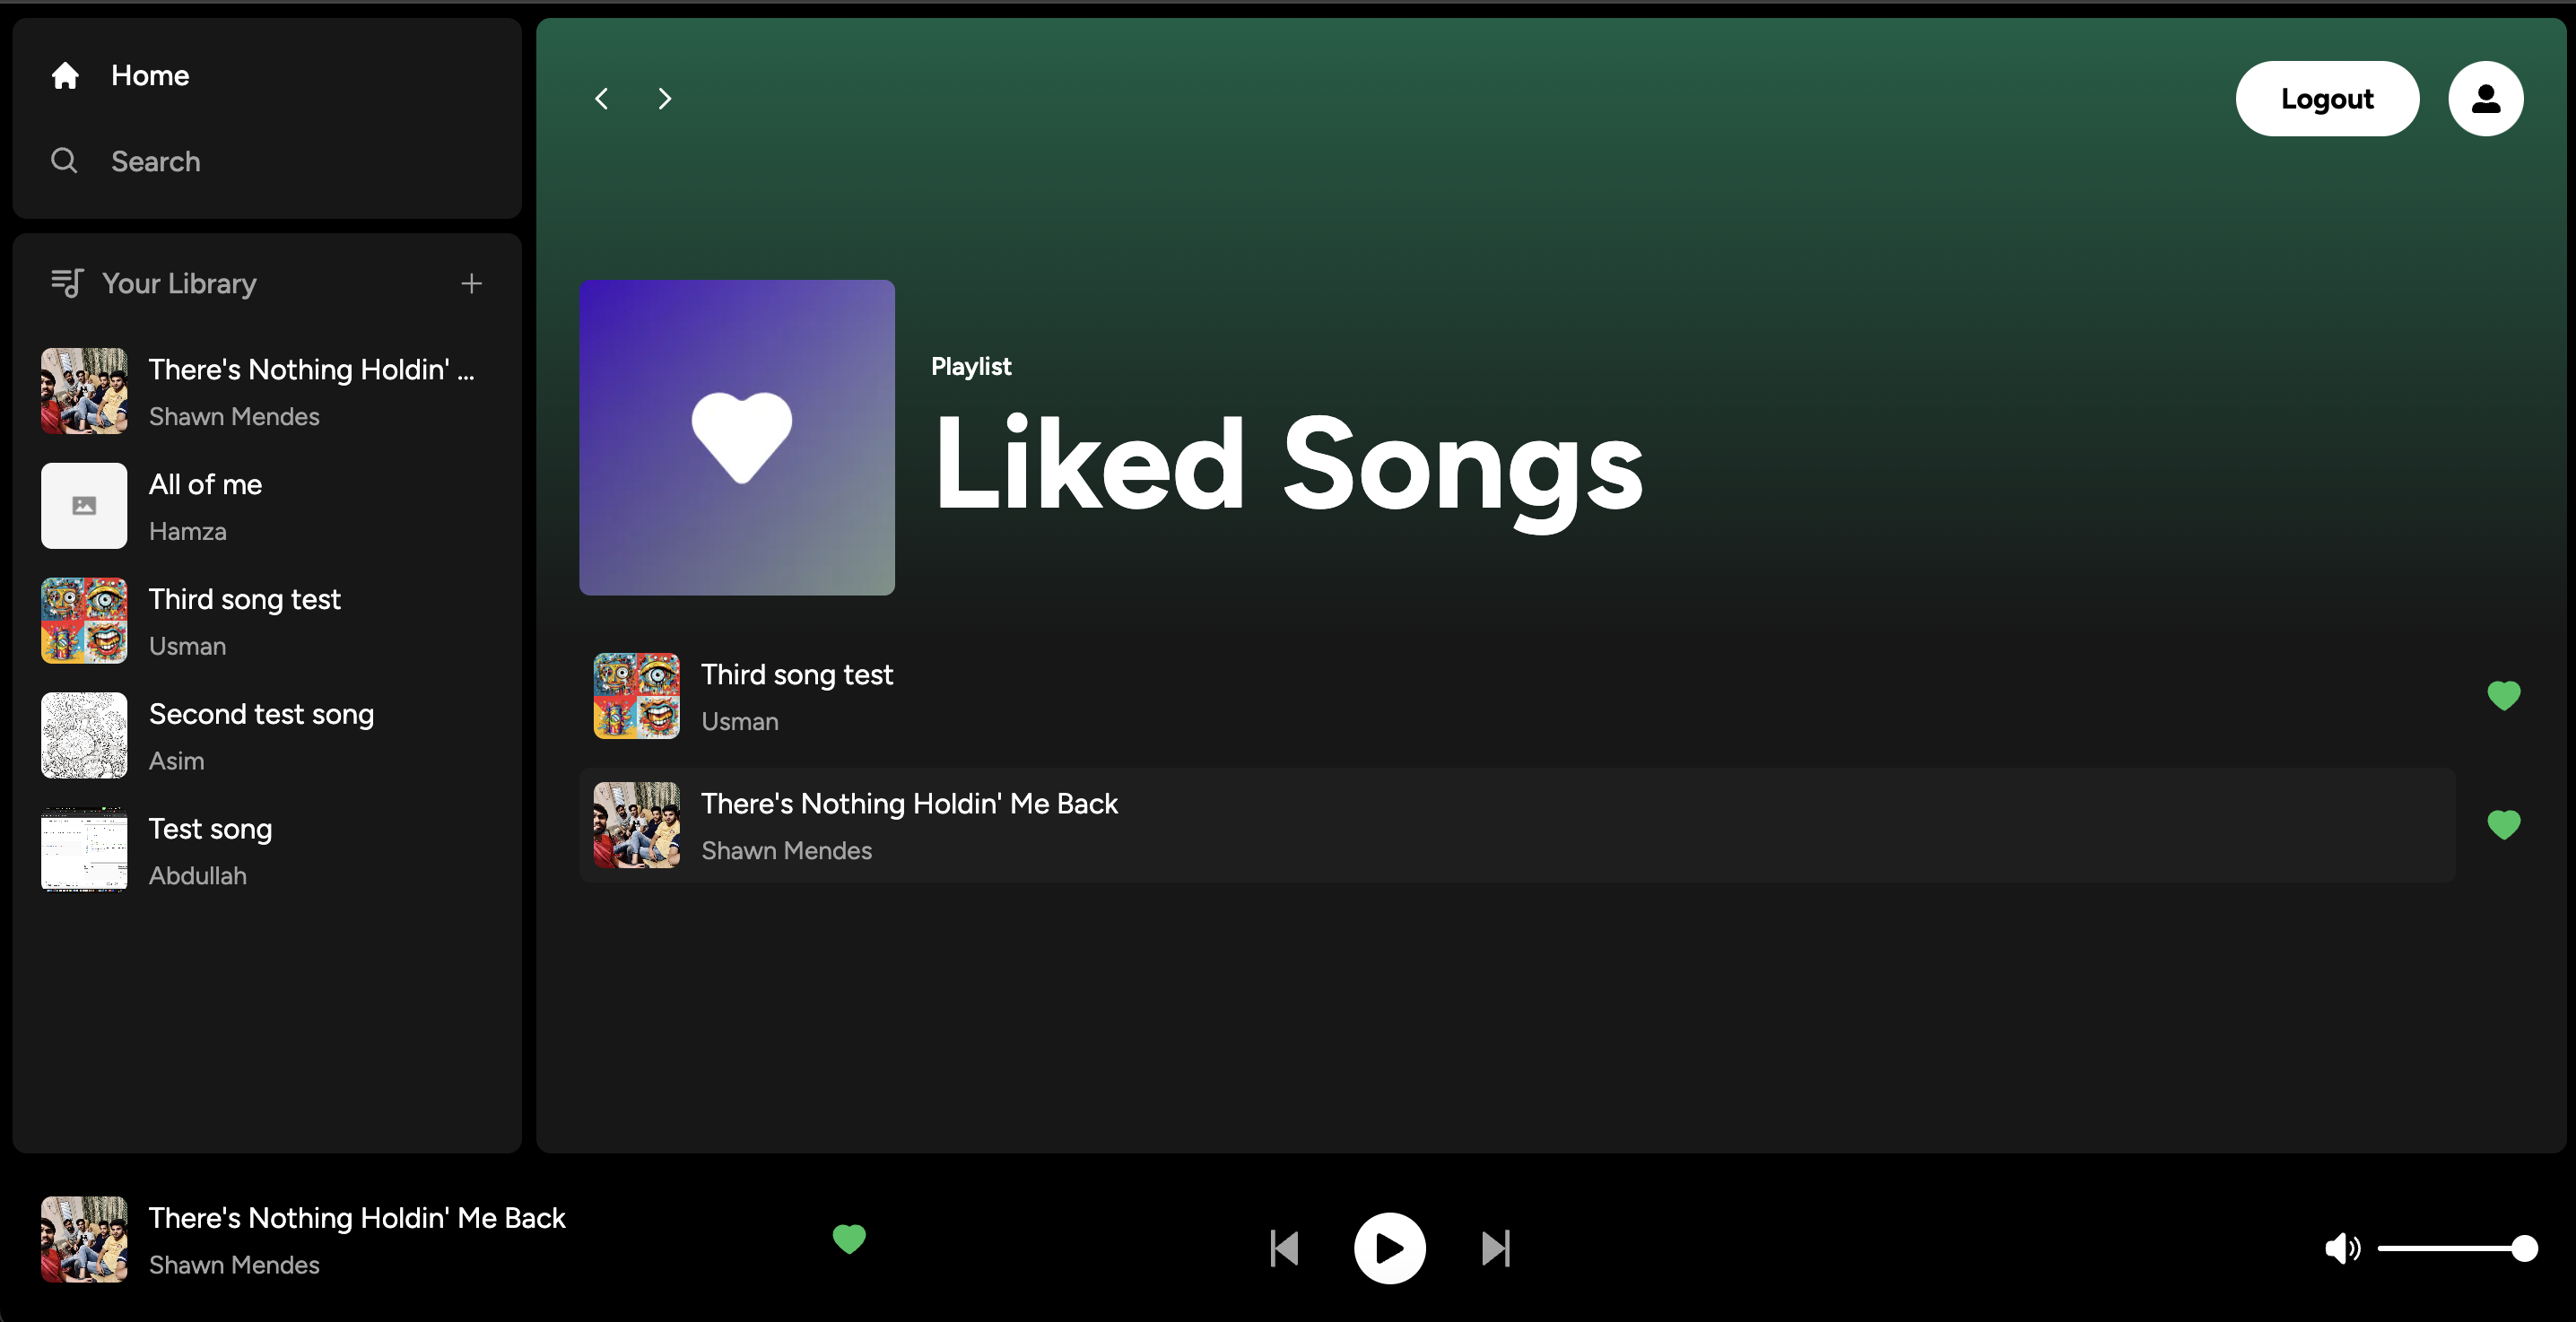 Home
Search
Your Library
There's Nothing Holdin' ...
Shawn Mendes
All of me
Hamza
Third song test
Usman
Second test song
Asim
Test song
Abdullah
Logout
Playlist
Liked Songs
Third song test
Usman
There's Nothing Holdin' Me Back
Shawn Mendes
There's Nothing Holdin' Me Back
Shawn Mendes